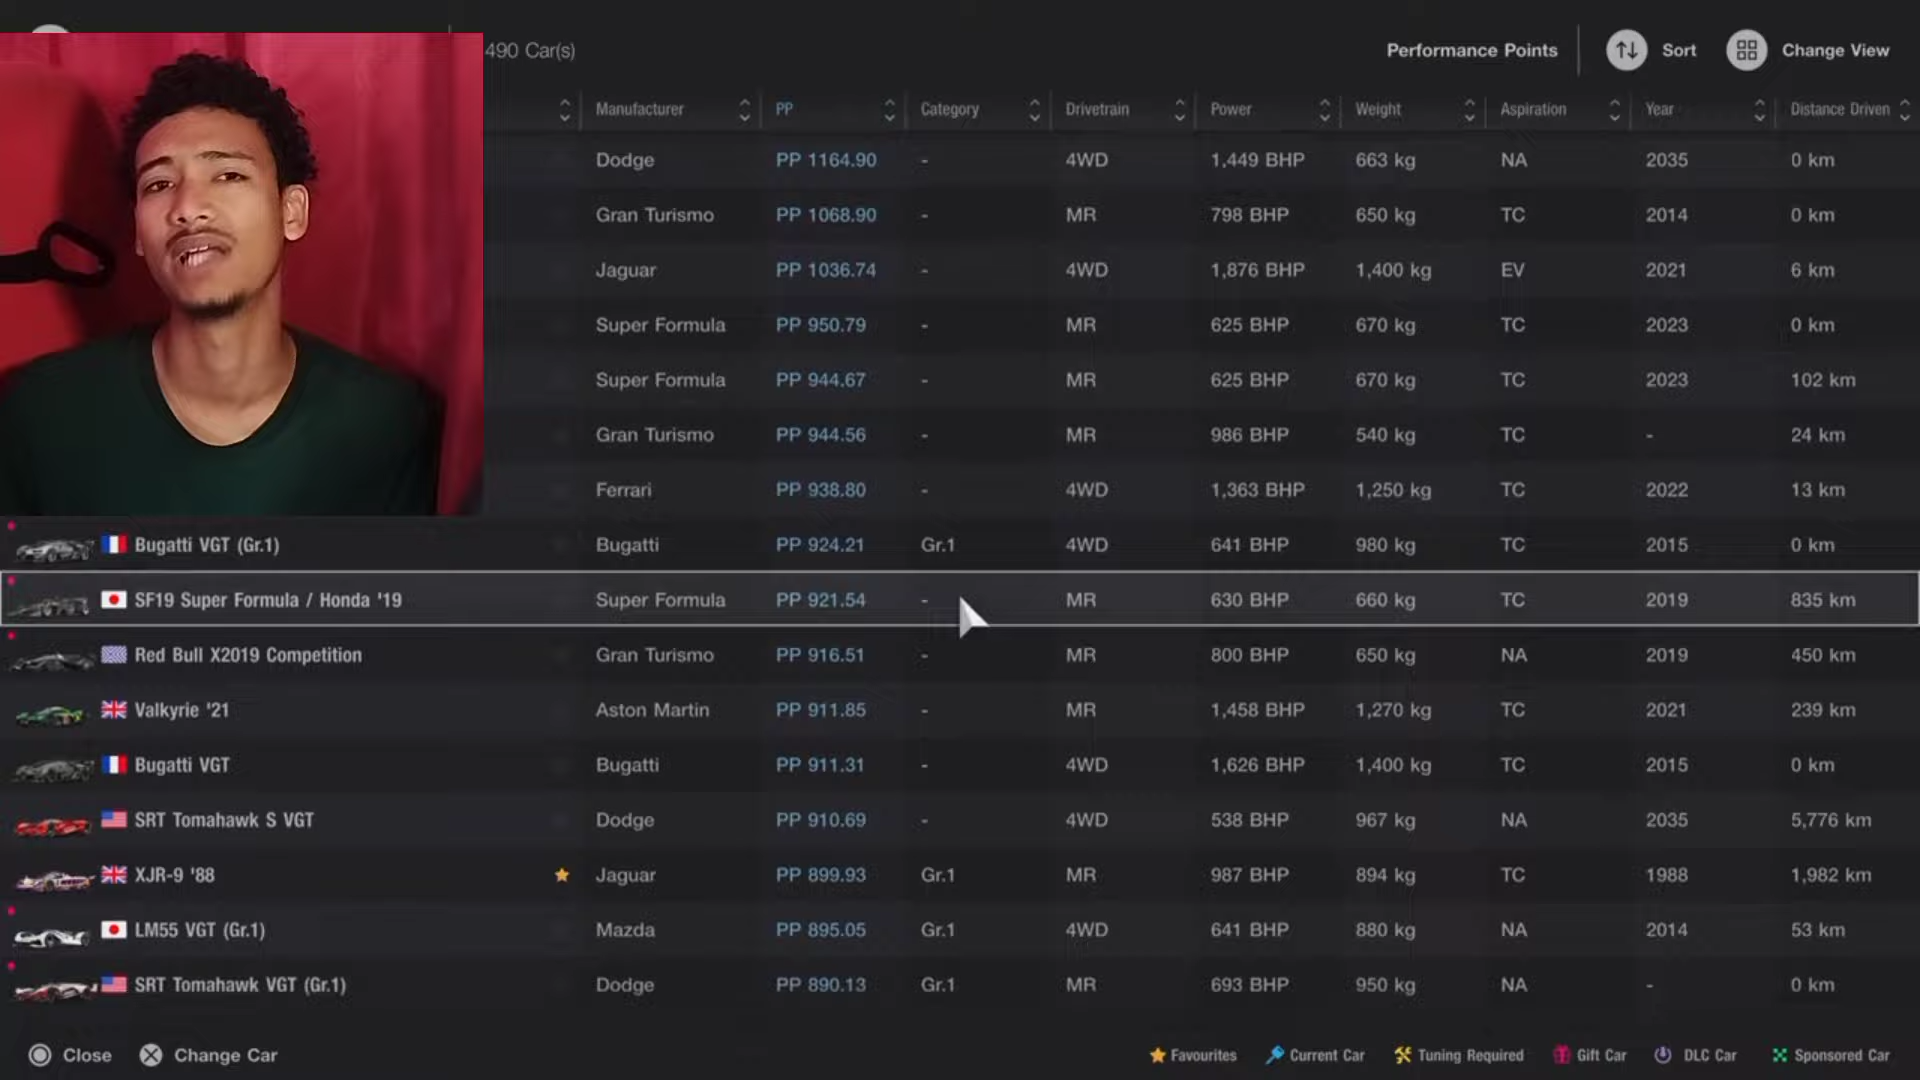 490 Car(s) Performance Points Sort Change View
Manufacturer PP Category Drivetrain Power Weight Aspiration Year Distance Driven
Dodge PP 1164.90 - 4WD 1,449 BHP 663 kg NA 2035 0 km
Gran Turismo PP 1068.90 - MR 798 BHP 650 kg TC 2014 0 km
Jaguar PP 1036.74 - 4WD 1,876 BHP 1,400 kg EV 2021 6 km
Super Formula PP 950.79 - MR 625 BHP 670 kg TC 2023 0 km
Super Formula PP 944.67 - MR 625 BHP 670 kg TC 2023 102 km
Gran Turismo PP 944.56 - MR 986 BHP 540 kg TC - 24 km
Ferrari PP 938.80 - 4WD 1,363 BHP 1,250 kg TC 2022 13 km
Bugatti VGT (Gr.1) Bugatti PP 924.21 Gr.1 4WD 641 BHP 980 kg TC 2015 0 km
SF19 Super Formula / Honda '19 Super Formula PP 921.54 - MR 630 BHP 660 kg TC 2019 835 km
Red Bull X2019 Competition Gran Turismo PP 916.51 - MR 800 BHP 650 kg NA 2019 450 km
Valkyrie '21 Aston Martin PP 911.85 - MR 1,458 BHP 1,270 kg TC 2021 239 km
Bugatti VGT Bugatti PP 911.31 - 4WD 1,626 BHP 1,400 kg TC 2015 0 km
SRT Tomahawk S VGT Dodge PP 910.69 - 4WD 538 BHP 967 kg NA 2035 5,776 km
XJR-9 '88 Jaguar PP 899.93 Gr.1 MR 987 BHP 894 kg TC 1988 1,982 km
LM55 VGT (Gr.1) Mazda PP 895.05 Gr.1 4WD 641 BHP 880 kg NA 2014 53 km
SRT Tomahawk VGT (Gr.1) Dodge PP 890.13 Gr.1 MR 693 BHP 950 kg NA - 0 km
Close Change Car Favourites Current Car Tuning Required Gift Car DLC Car Sponsored Car